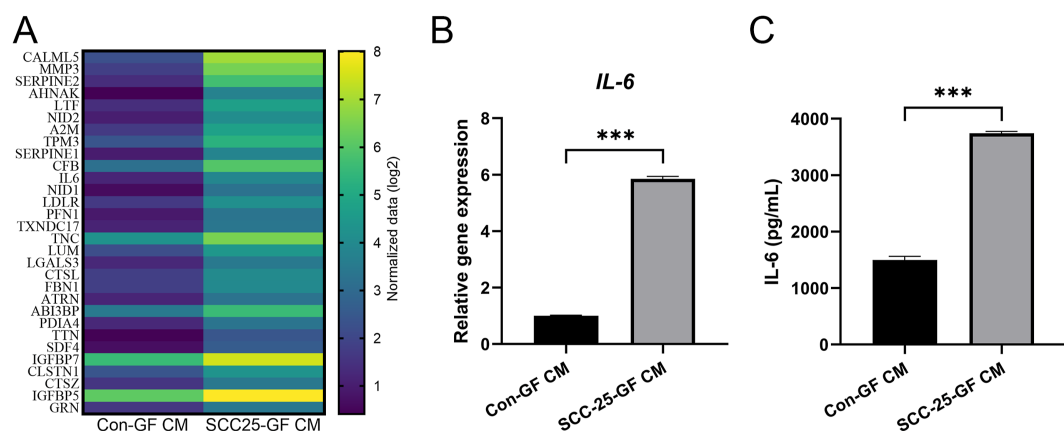 A
CALML5
MMP3
SERPINE2
AHNAK
LTF
NID2
A2M
TPM3
SERPINE1
CFB
IL6
NID1
LDLR
PFN1
TXNDC17
TNC
LUM
LGALS3
CTSL
FBN1
ATRN
ABI3BP
PDIA4
TTN
SDF4
IGFBP7
CLSTN1
CTSZ
IGFBP5
GRN
Con-GF CM
SCC25-GF CM
8
7
6
5
4
3
2
1
Normalized data (log2)
B
IL-6
***
Relative gene expression
8
6
4
2
0
Con-GF CM
SCC-25-GF CM
C
***
IL-6 (pg/mL)
4000
3000
2000
1000
0
Con-GF CM
SCC-25-GF CM